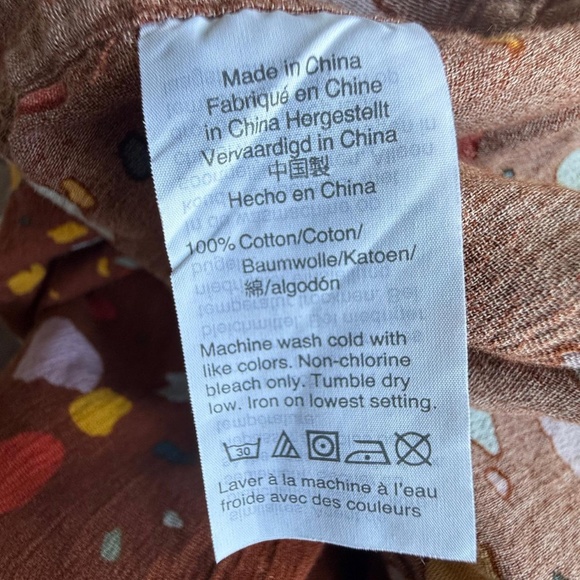 Made in China
Fabriqué en Chine
in China Hergestellt
Vervaardigd in China
中国製
Hecho en China
100% Cotton/Coton/
Baumwolle/Katoen/
綿/algodón
Machine wash cold with
like colors. Non-chlorine
bleach only. Tumble dry
low. Iron on lowest setting.
30
Laver à la machine à l'eau
froide avec des couleurs